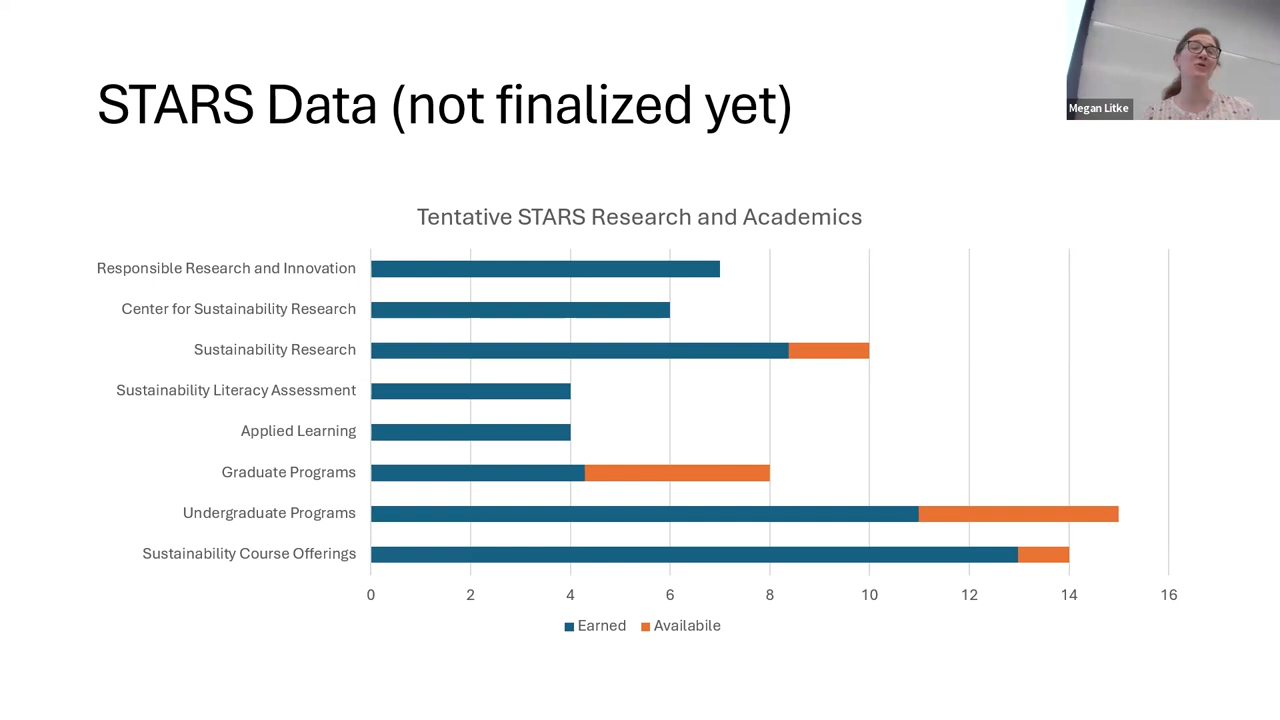 STARS Data (not finalized yet)
Megan Litke
Tentative STARS Research and Academics
Responsible Research and Innovation
Center for Sustainability Research
Sustainability Research
Sustainability Literacy Assessment
Applied Learning
Graduate Programs
Undergraduate Programs
Sustainability Course Offerings
0 2 4 6 8 10 12 14 16
Earned Availabile